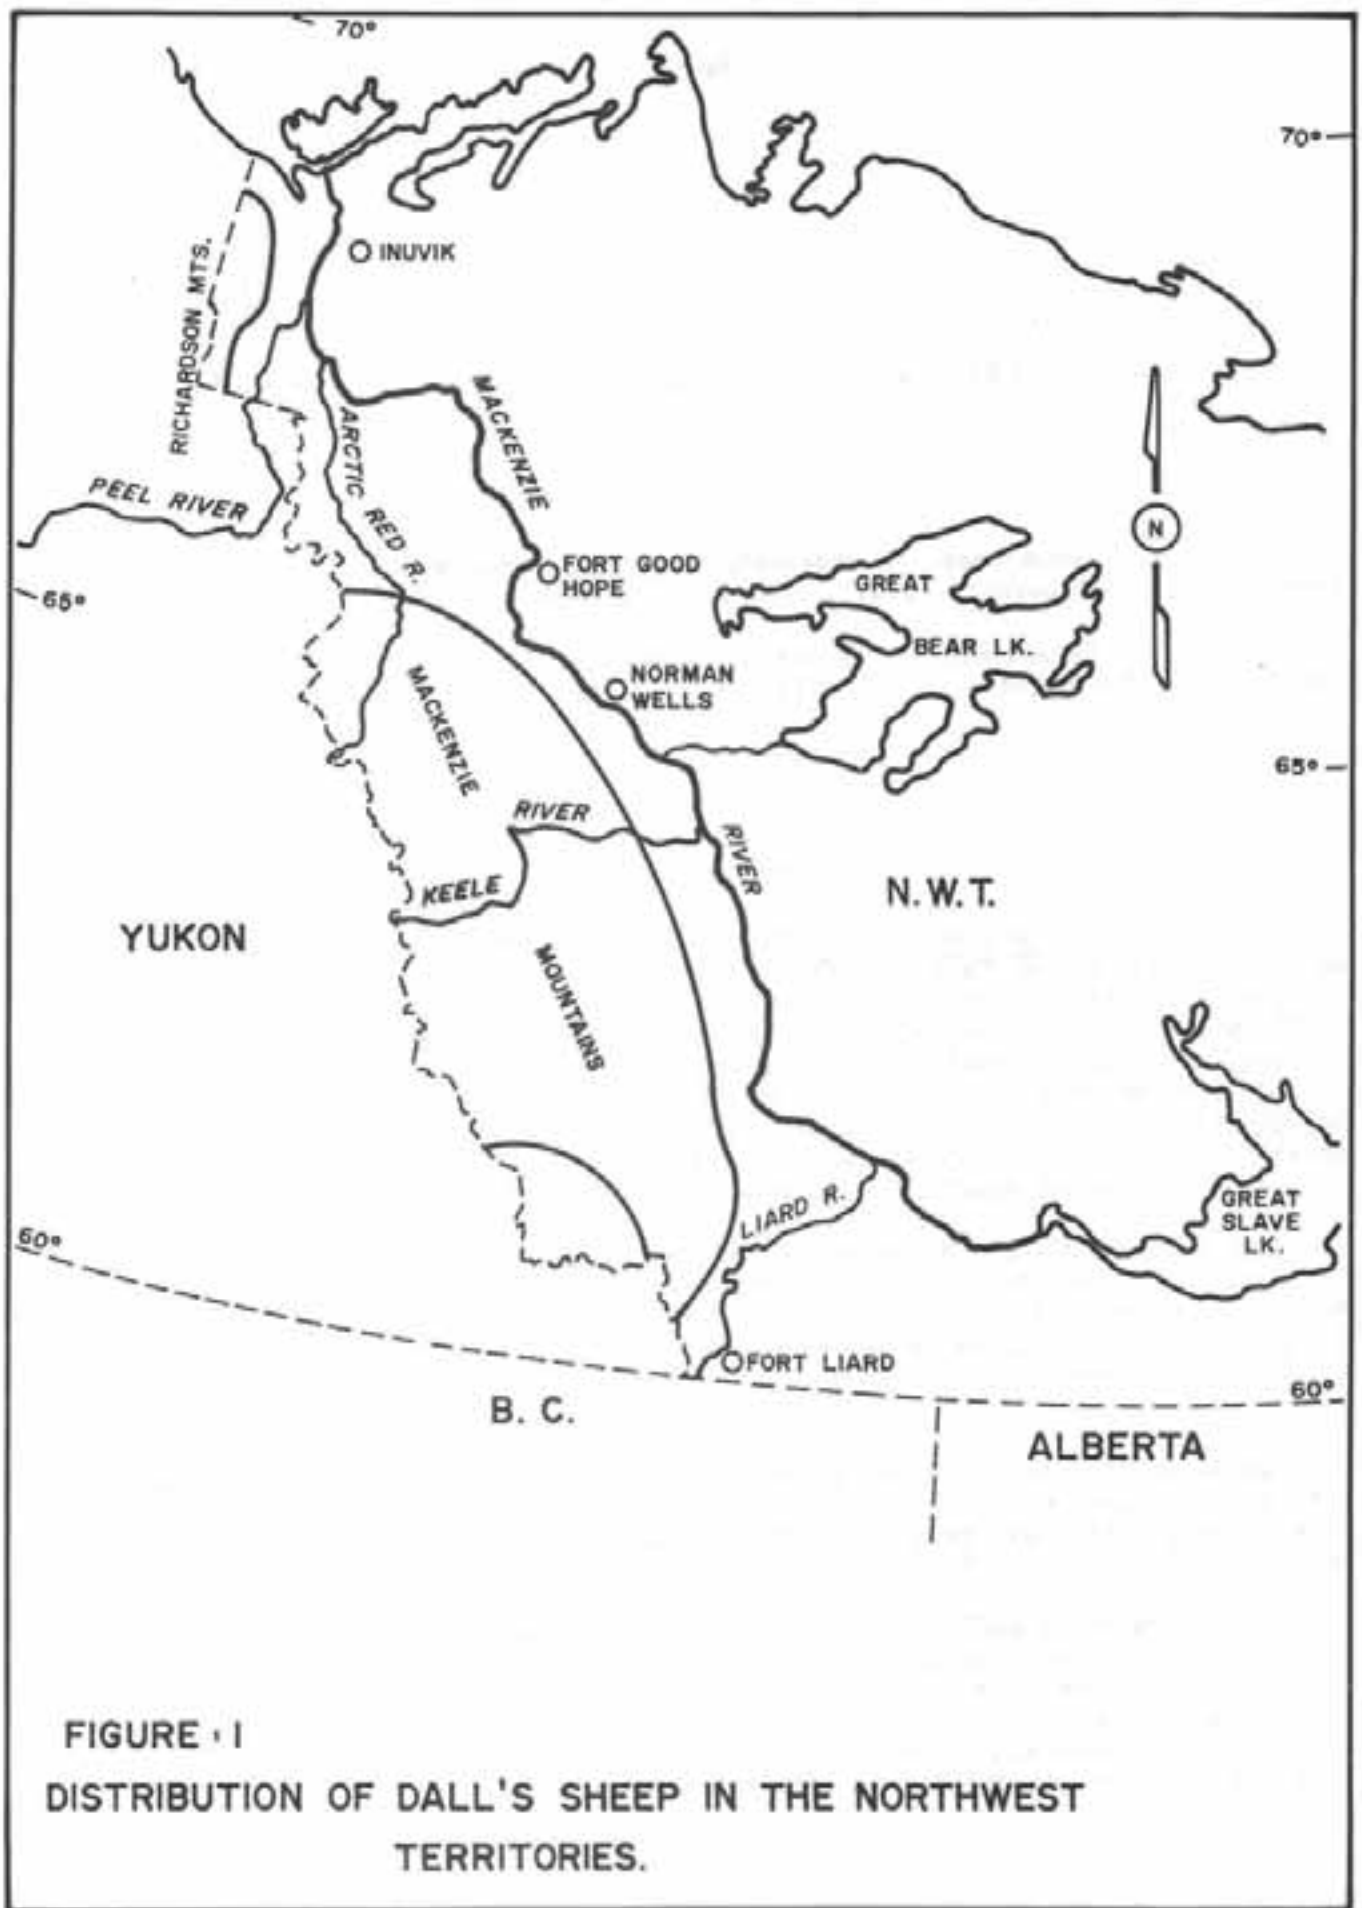 70°
70°
INUVIK
RICHARDSON MTS.
MACKENZIE
ARCTIC RED R.
PEEL RIVER
N
FORT GOOD
HOPE
GREAT
BEAR LK.
65°
NORMAN
WELLS
MACKENZIE
65°
RIVER
RIVER
KEELE
N.W.T.
YUKON
MOUNTAINS
LIARD R.
GREAT
SLAVE
LK.
60°
FORT LIARD
60°
B. C.
ALBERTA
FIGURE · 1
DISTRIBUTION OF DALL'S SHEEP IN THE NORTHWEST
TERRITORIES.